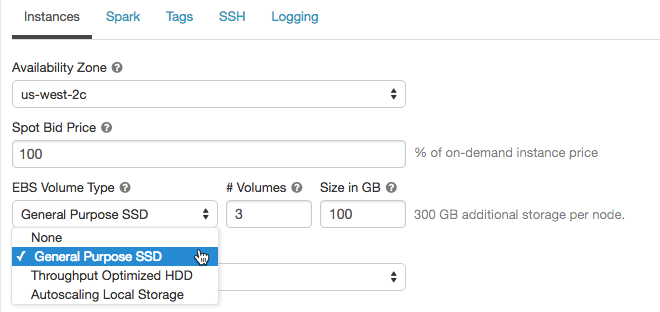 Instances Spark Tags SSH Logging
Availability Zone ?
us-west-2c
Spot Bid Price ?
100 % of on-demand instance price
EBS Volume Type ? # Volumes ? Size in GB ?
General Purpose SSD 3 100 300 GB additional storage per node.
None
✓ General Purpose SSD
Throughput Optimized HDD
Autoscaling Local Storage